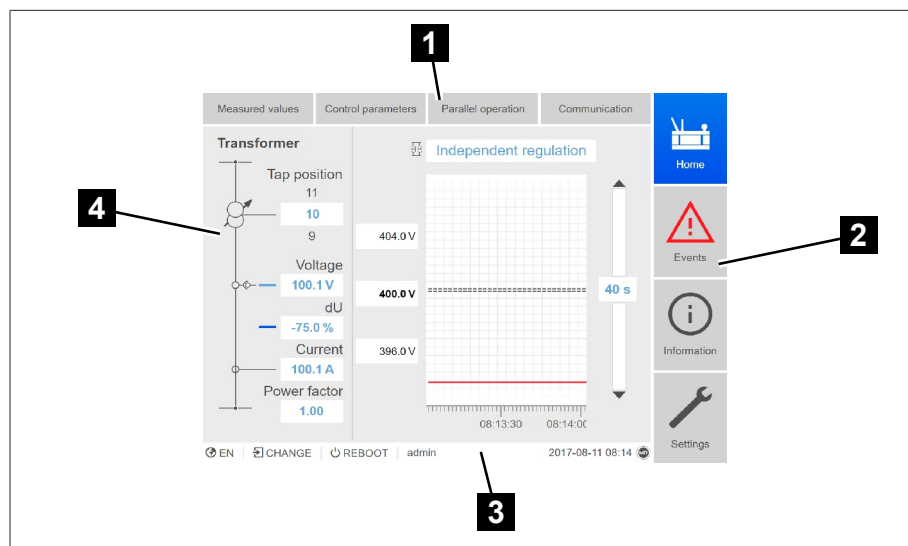 1
Measured values
Control parameters
Parallel operation
Communication
Transformer
Independent regulation
Home
Tap position
11
10
9
4
404.0 V
2
Events
Voltage
100.1 V
400.0 V
40 s
dU
-75.0 %
Current
396.0 V
Information
100.1 A
Power factor
1.00
08:13:30
08:14:00
Settings
EN
CHANGE
REBOOT
admin
2017-08-11 08:14
3